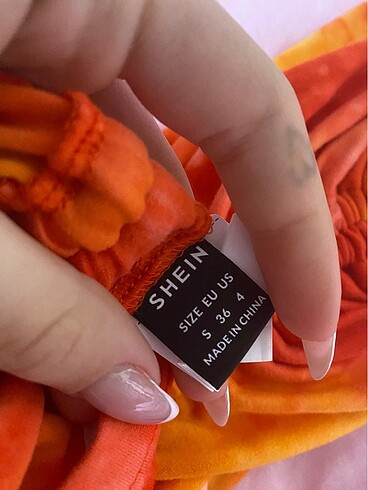 SHEIN
SIZE EU US
S 36 4
MADE IN CHINA